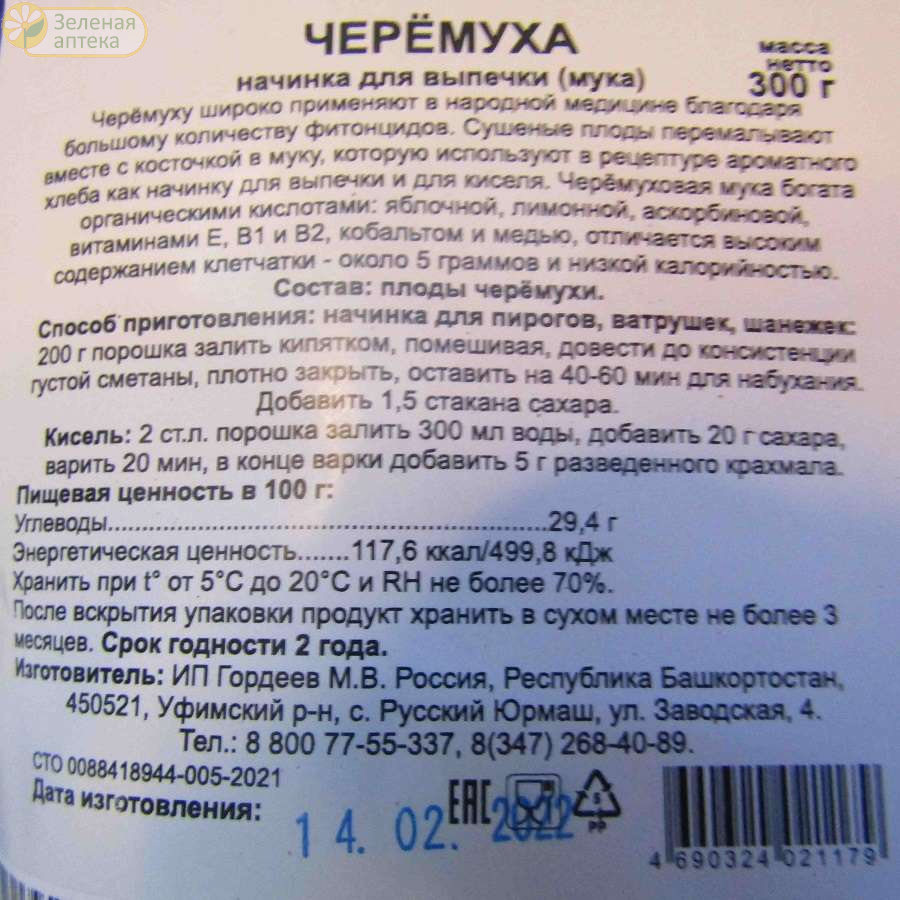 Зеленая
аптека
ЧЕРЁМУХА
масса
нетто
300 г
начинка для выпечки (мука)
Черёмуху широко применяют в народной медицине благодаря
большому количеству фитонцидов. Сушеные плоды перемалывают
вместе с косточкой в муку, которую используют в рецептуре ароматного
хлеба как начинку для выпечки и для киселя. Черёмуховая мука богата
органическими кислотами: яблочной, лимонной, аскорбиновой,
витаминами Е, В1 и В2, кобальтом и медью, отличается высоким
содержанием клетчатки - около 5 граммов и низкой калорийностью.
Состав: плоды черёмухи.
Способ приготовления: начинка для пирогов, ватрушек, шанежек:
200 г порошка залить кипятком, помешивая, довести до консистенции
густой сметаны, плотно закрыть, оставить на 40-60 мин для набухания.
Добавить 1,5 стакана сахара.
Кисель: 2 ст.л. порошка залить 300 мл воды, добавить 20 г сахара,
варить 20 мин, в конце варки добавить 5 г разведенного крахмала.
Пищевая ценность в 100 г:
Углеводы.................................................................29,4 г
Энергетическая ценность.......117,6 ккал/499,8 кДж
Хранить при t° от 5°С до 20°С и RH не более 70%.
После вскрытия упаковки продукт хранить в сухом месте не более 3
месяцев. Срок годности 2 года.
Изготовитель: ИП Гордеев М.В. Россия, Республика Башкортостан,
450521, Уфимский р-н, с. Русский Юрмаш, ул. Заводская, 4.
Тел.: 8 800 77-55-337, 8(347) 268-40-89.
СТО 0088418944-005-2021
Дата изготовления:
14.02.2022
ЕАС
5
PP
4 690324 021179